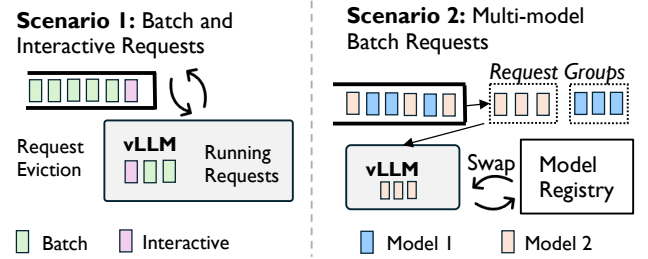 Scenario 1: Batch and
Interactive Requests
Request
Eviction
vLLM
Running
Requests
Batch
Interactive
Scenario 2: Multi-model
Batch Requests
Request Groups
vLLM
Swap
Model
Registry
Model 1
Model 2